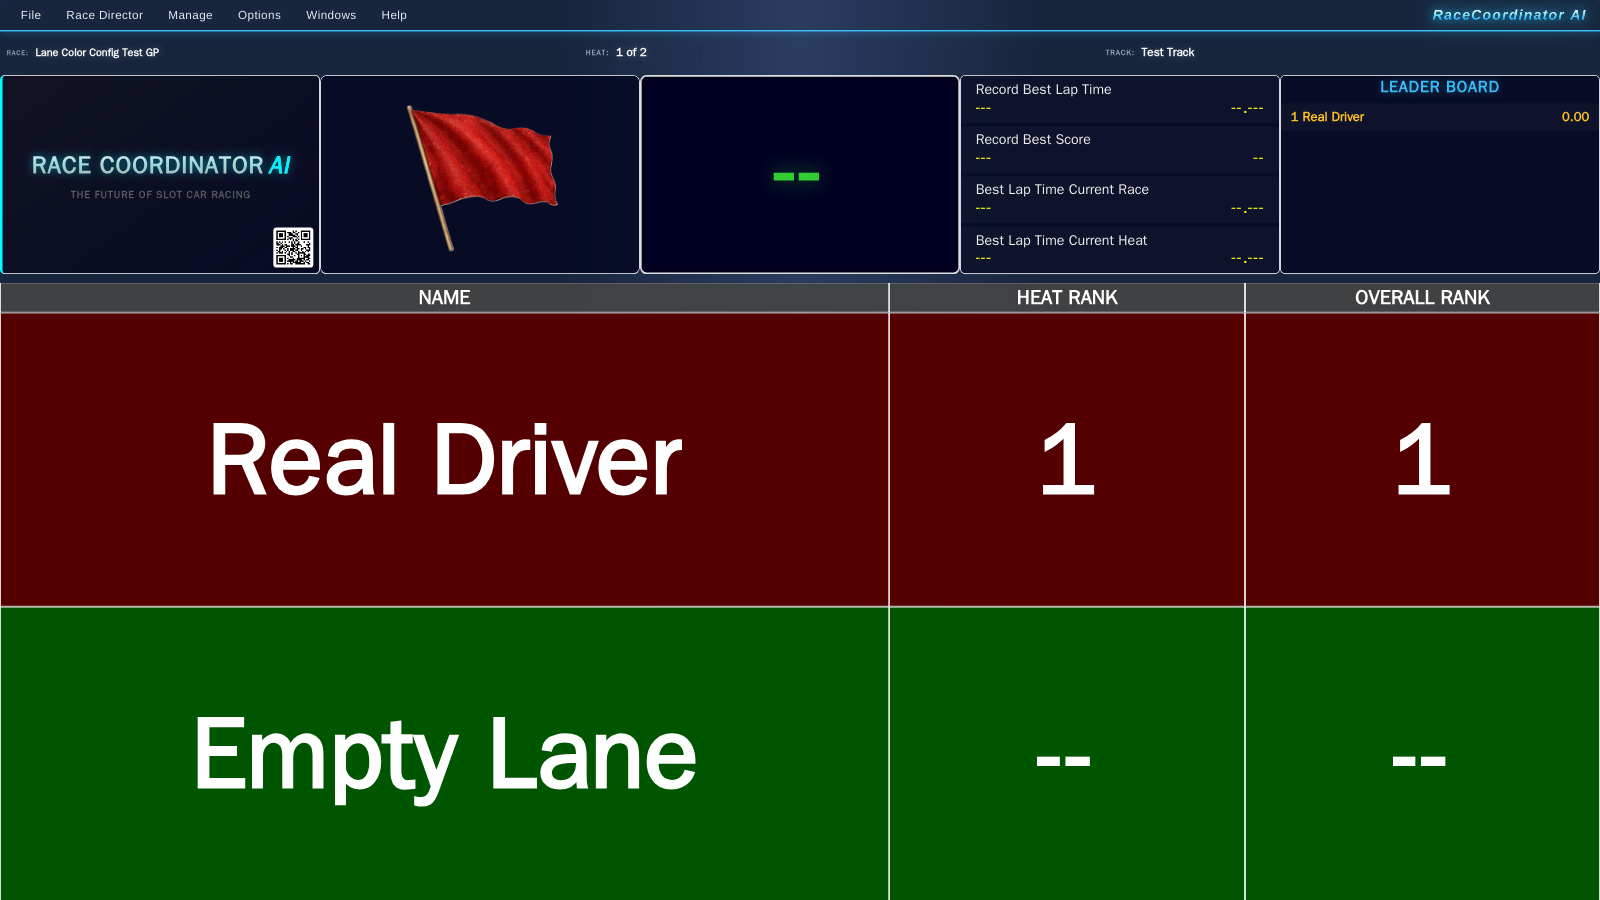 File Race Director Manage Options Windows Help RaceCoordinator AI
RACE: Lane Color Config Test GP HEAT: 1 of 2 TRACK: Test Track
RACE COORDINATOR AI
THE FUTURE OF SLOT CAR RACING
--
Record Best Lap Time
--- --.---
Record Best Score
--- --
Best Lap Time Current Race
--- --.---
Best Lap Time Current Heat
--- --.---
LEADER BOARD
1 Real Driver 0.00
NAME HEAT RANK OVERALL RANK
Real Driver 1 1
Empty Lane -- --